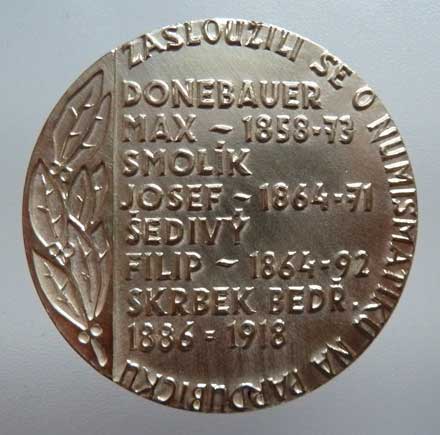 ZASLOUŽILI SE O NUMISMATIKU NA PARDUBICKU
DONEBAUER
MAX ~ 1858-73
SMOLÍK
JOSEF ~ 1864-71
ŠEDIVÝ
FILIP ~ 1864-92
SKRBEK BEDŘ.
1886 = 1918